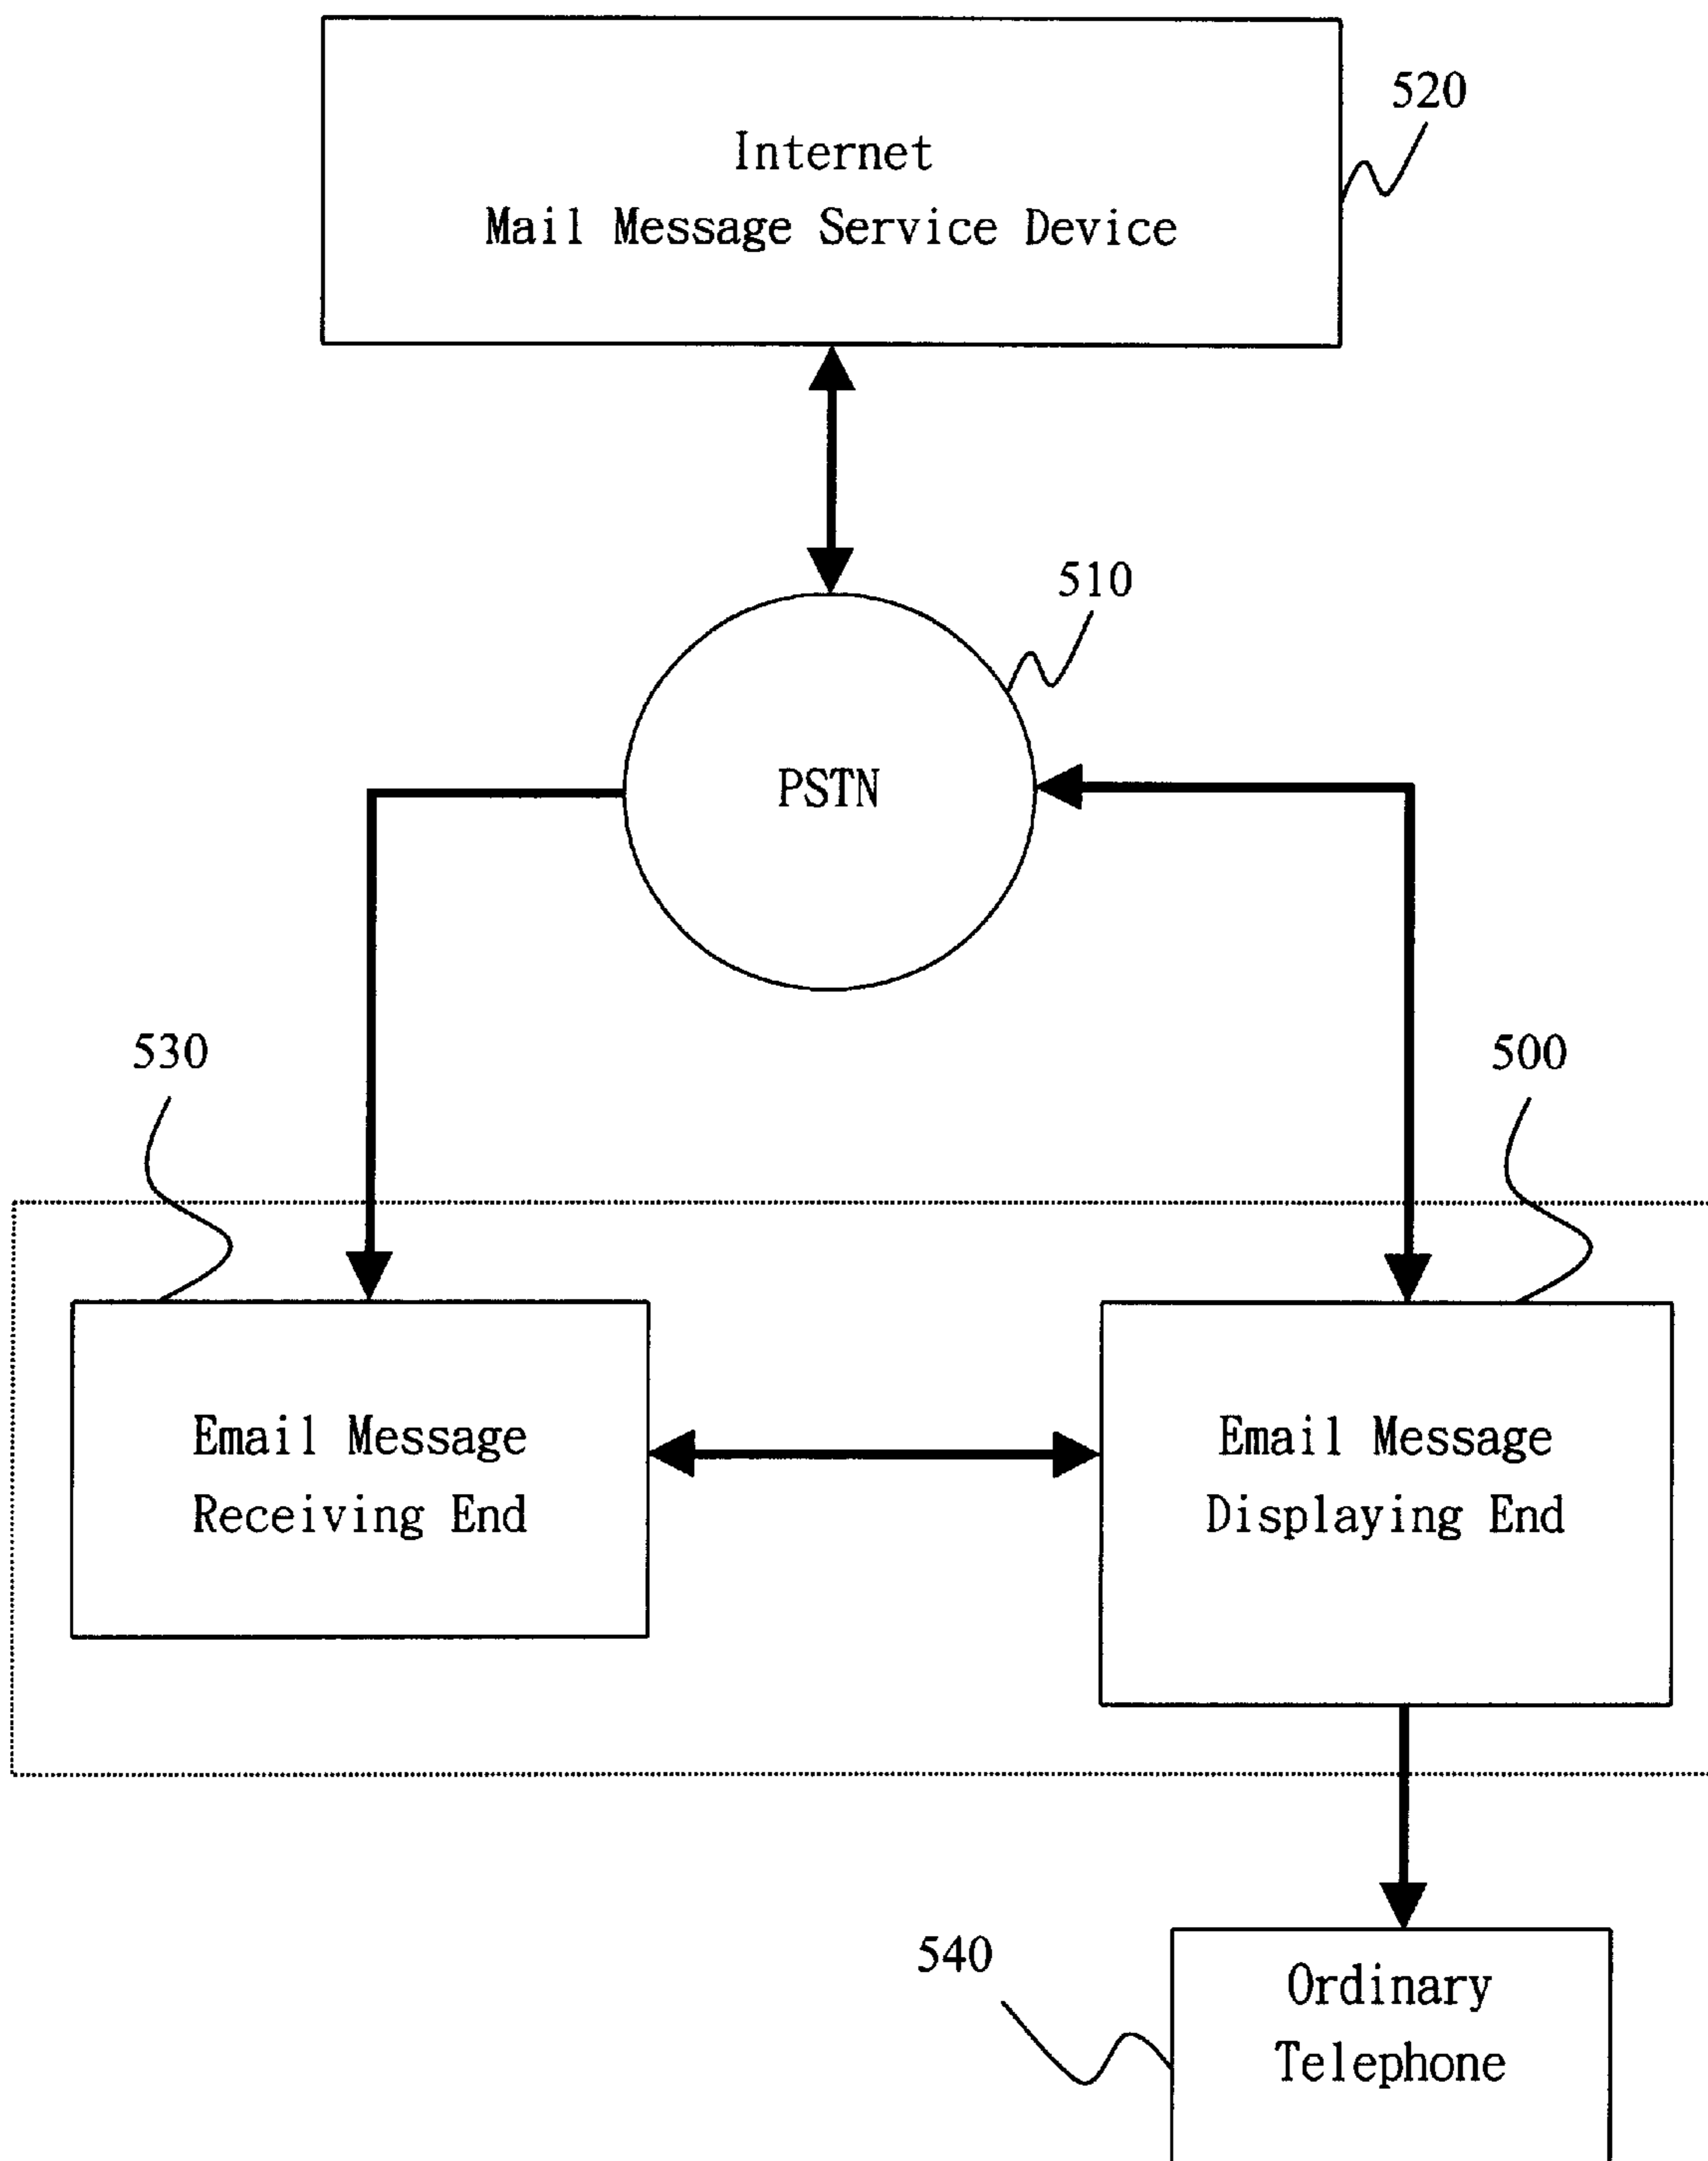 520
Internet
Mail Message Service Device
510
PSTN
530
500
Email Message
Receiving End
Email Message
Displaying End
540
Ordinary
Telephone